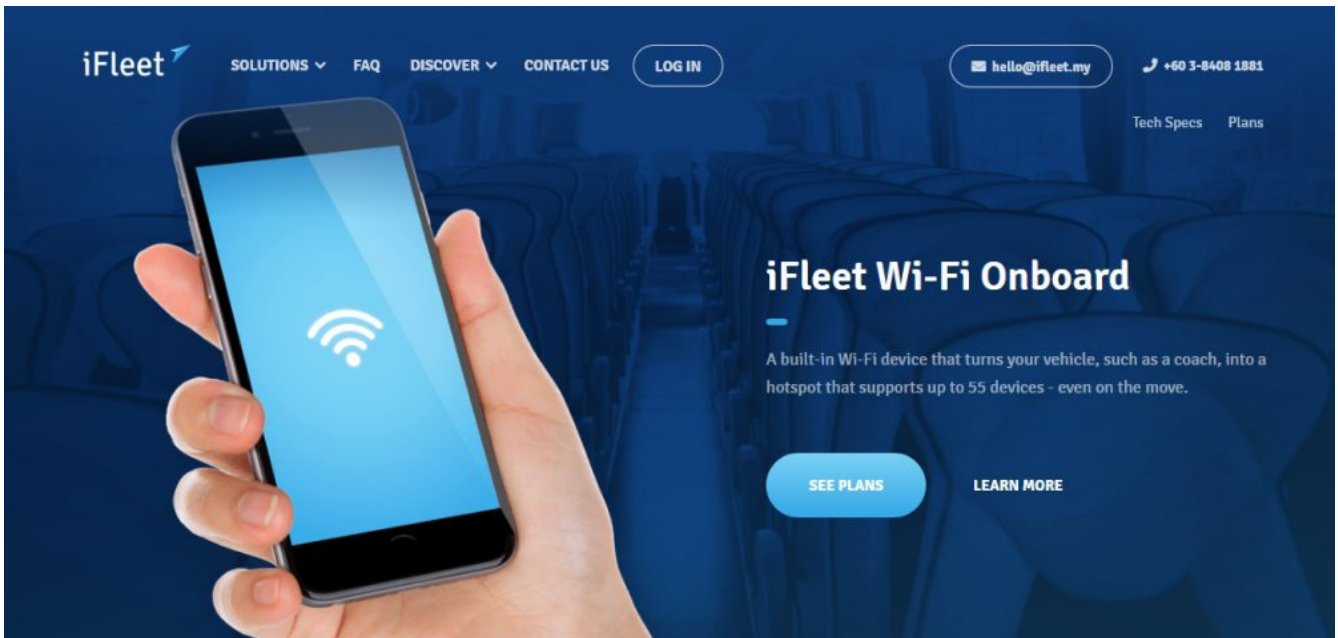 iFleet
SOLUTIONS FAQ DISCOVER CONTACT US LOG IN
hello@ifleet.my +60 3-8408 1881
Tech Specs Plans
iFleet Wi-Fi Onboard
A built-in Wi-Fi device that turns your vehicle, such as a coach, into a
hotspot that supports up to 55 devices - even on the move.
SEE PLANS LEARN MORE